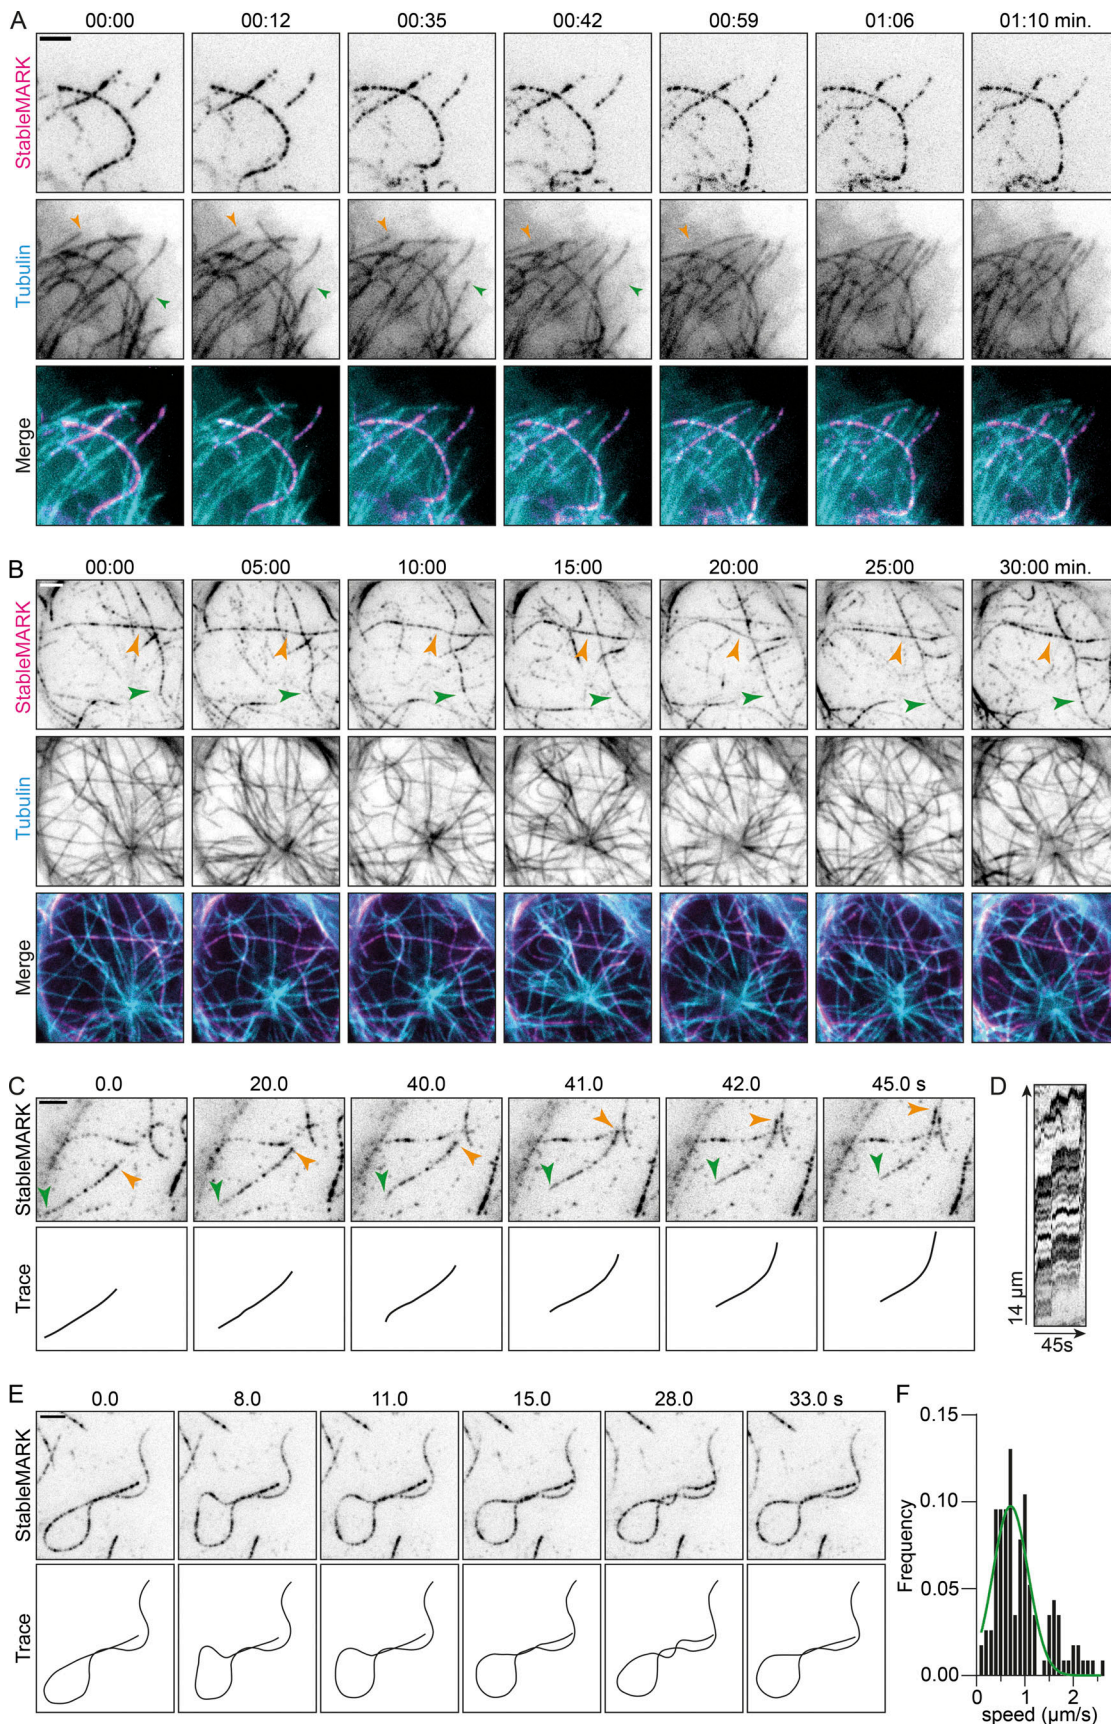 A
00:00 00:12 00:35 00:42 00:59 01:06 01:10 min.
StableMARK
Tubulin
Merge
B
00:00 05:00 10:00 15:00 20:00 25:00 30:00 min.
StableMARK
Tubulin
Merge
C
0.0 20.0 40.0 41.0 42.0 45.0 s
StableMARK
Trace
D
14 µm
45s
E
0.0 8.0 11.0 15.0 28.0 33.0 s
StableMARK
Trace
F
0.15
0.10
0.05
0.00
Frequency
0 1 2
speed (µm/s)